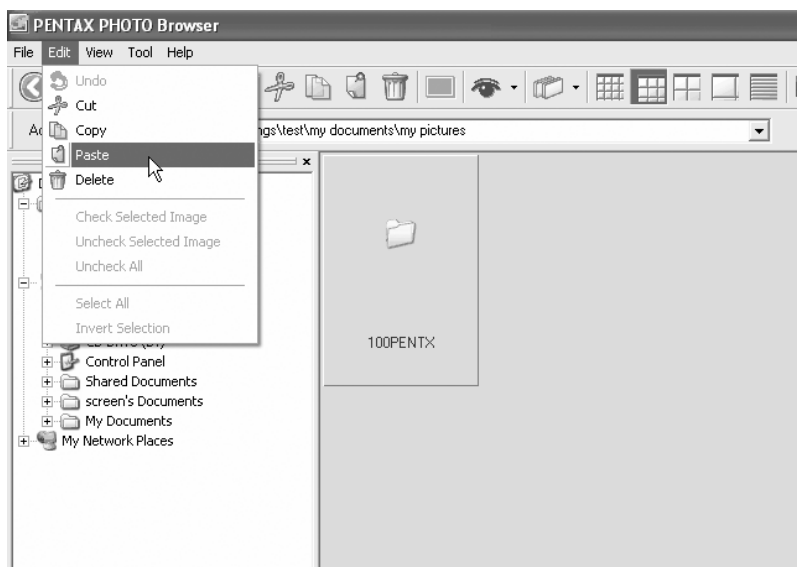 PENTAX PHOTO Browser
File Edit View Tool Help
Undo
Cut
Copy
Paste
Delete
Check Selected Image
Uncheck Selected Image
Uncheck All
Select All
Invert Selection
ngs\test\my documents\my pictures
100PENTX
Control Panel
Shared Documents
screen's Documents
My Documents
My Network Places